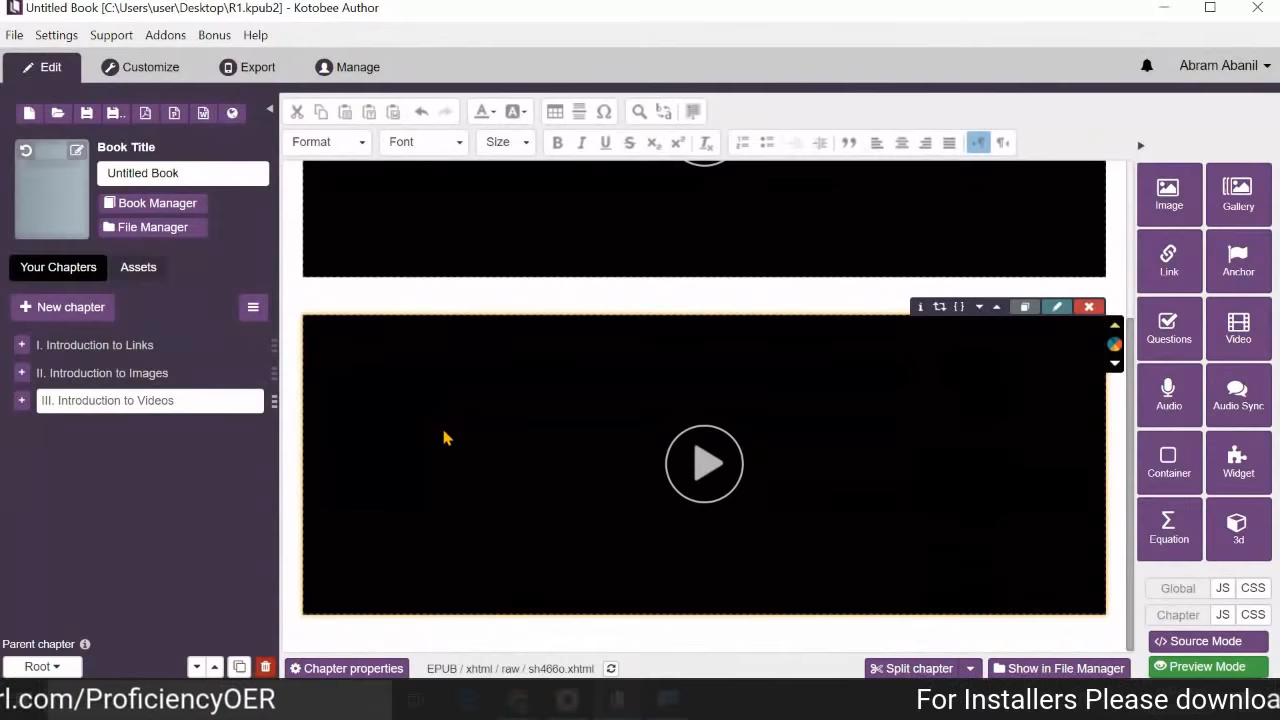 Untitled Book [C:\Users\user\Desktop\R1.kpub2] - Kotobee Author
File Settings Support Addons Bonus Help
Edit Customize Export Manage Abram Abanil
Book Title
Untitled Book
Book Manager
File Manager
Format Font Size B I U S x₂ x² Tx
Image Gallery
Link Anchor
Questions Video
Audio Audio Sync
Container Widget
Σ
Equation 3d
Your Chapters Assets
New chapter
I. Introduction to Links
II. Introduction to Images
III. Introduction to Videos
Global JS CSS
Chapter JS CSS
</> Source Mode
Preview Mode
Parent chapter
Root
Chapter properties EPUB / xhtml / raw / sh466o.xhtml Split chapter Show in File Manager
rl.com/ProficiencyOER For Installers Please downloa